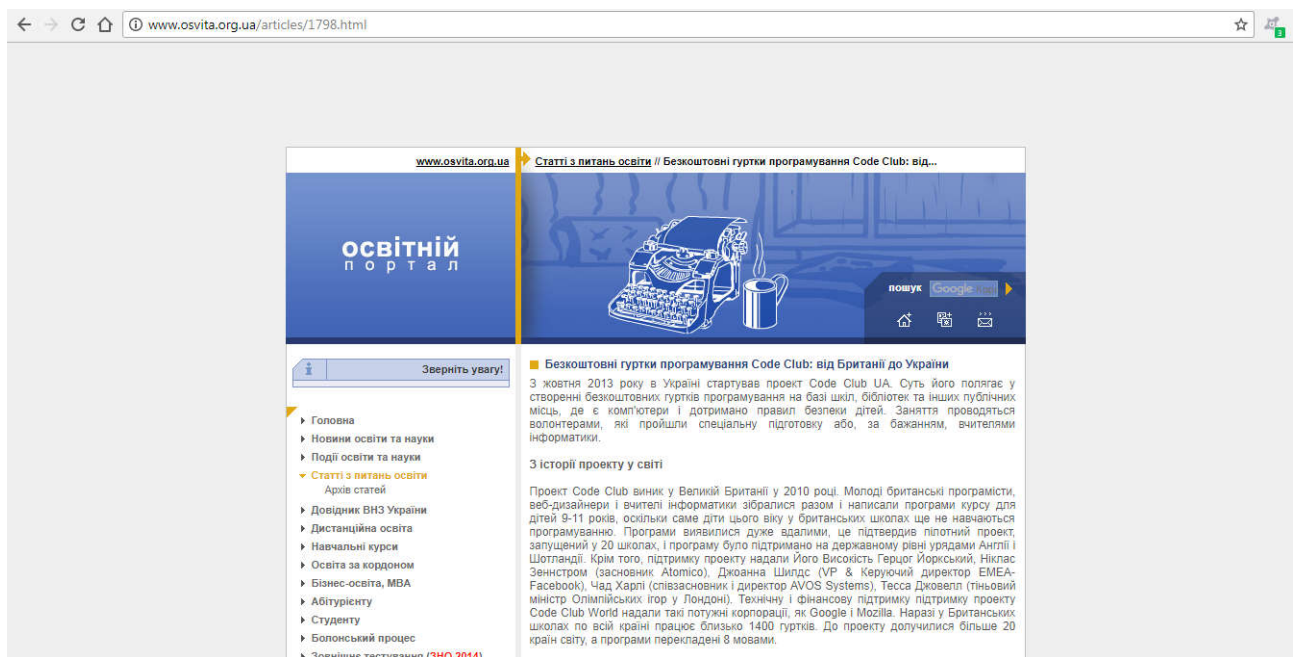 www.osvita.org.ua/articles/1798.html
3
www.osvita.org.ua
Статті з питань освіти // Безкоштовні гуртки програмування Code Club: від...
освітній
портал
пошук Google
Зверніть увагу!
Головна
Новини освіти та науки
Події освіти та науки
Статті з питань освіти
Архів статей
Довідник ВНЗ України
Дистанційна освіта
Навчальні курси
Освіта за кордоном
Бізнес-освіта, MBA
Абітурієнту
Студенту
Болонський процес
Зовнішнє тестування (ЗНО 2014)
Безкоштовні гуртки програмування Code Club: від Британії до України
З жовтня 2013 року в Україні стартував проект Code Club UA. Суть його полягає у
створенні безкоштовних гуртків програмування на базі шкіл, бібліотек та інших публічних
місць, де є комп'ютери і дотримано правил безпеки дітей. Заняття проводяться
волонтерами, які пройшли спеціальну підготовку або, за бажанням, вчителями
інформатики.
З історії проекту у світі
Проект Code Club виник у Великій Британії у 2010 році. Молоді британські програмісти,
веб-дизайнери і вчителі інформатики зібралися разом і написали програми курсу для
дітей 9-11 років, оскільки саме діти цього віку у британських школах ще не навчаються
програмуванню. Програми виявилися дуже вдалими, це підтвердив пілотний проект,
запущений у 20 школах, і програму було підтримано на державному рівні урядами Англії і
Шотландії. Крім того, підтримку проекту надали Його Високість Герцог Йоркський, Ніклас
Зеннстром (засновник Atomico), Джоанна Шилдс (VP & Керуючий директор EMEA-
Facebook), Чад Харлі (співзасновник і директор AVOS Systems), Тесса Джовелл (тіньовий
міністр Олімпійських ігор у Лондоні). Технічну і фінансову підтримку підтримку проекту
Code Club World надали такі потужні корпорації, як Google і Mozilla. Наразі у Британських
школах по всій країні працює близько 1400 гуртків. До проекту долучилися більше 20
країн світу, а програми перекладені 8 мовами.